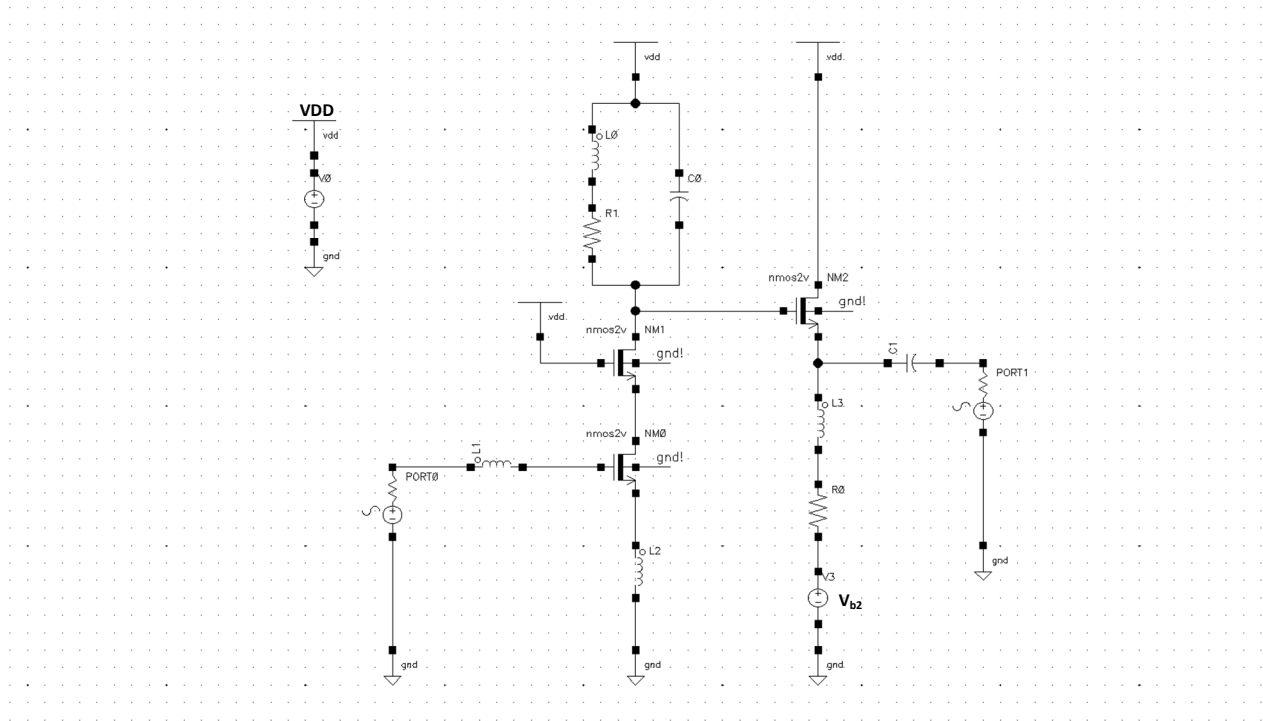 vdd
vdd.
VDD
vdd
V0
gnd
L0
C0
R1.
nmos2v NM2
gnd!
vdd.
nmos2v NM1
gnd!
C1
PORT1
L3.
nmos2v NM0
gnd!
L1
PORT0
R0
L2
gnd
V3
Vb2
gnd
gnd
gnd.